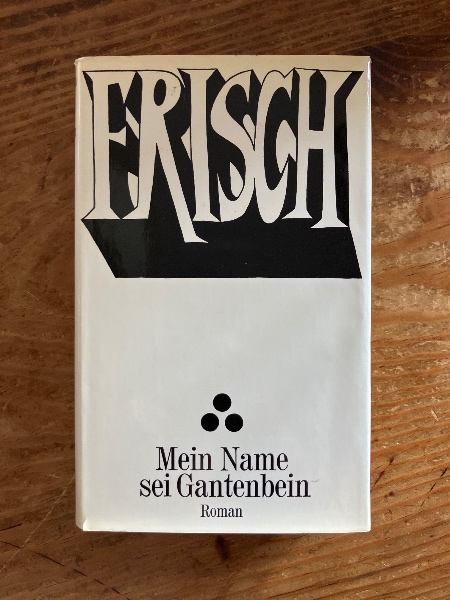 FRISCH
Mein Name
sei Gantenbein
Roman